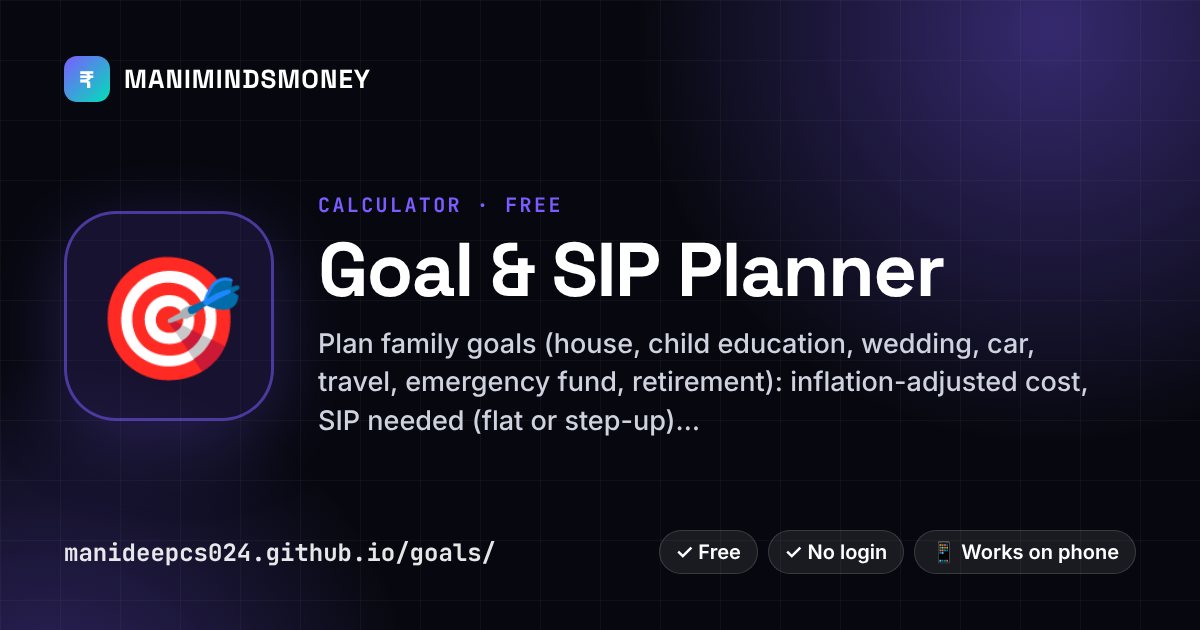 ₹ MANIMINDSMONEY
CALCULATOR · FREE
Goal & SIP Planner
Plan family goals (house, child education, wedding, car,
travel, emergency fund, retirement): inflation-adjusted cost,
SIP needed (flat or step-up)...
manideepcs024.github.io/goals/
✓ Free
✓ No login
📱 Works on phone